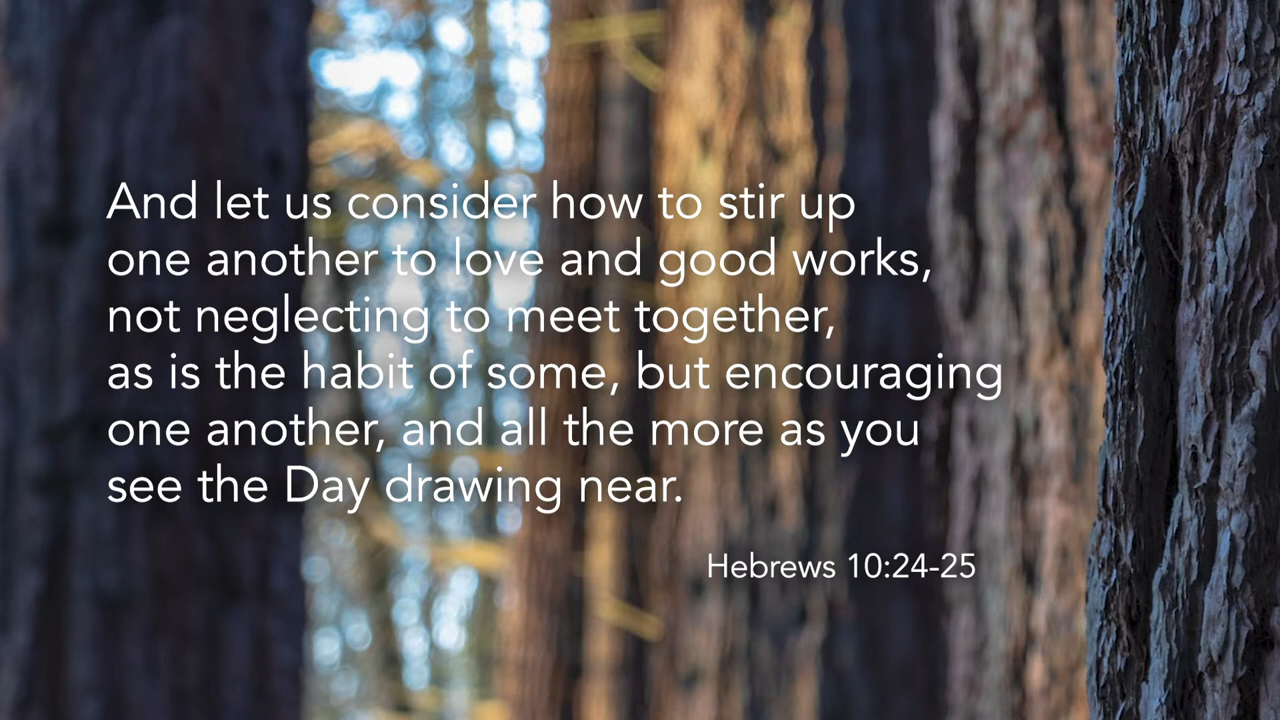 And let us consider how to stir up
one another to love and good works,
not neglecting to meet together,
as is the habit of some, but encouraging
one another, and all the more as you
see the Day drawing near.
Hebrews 10:24-25